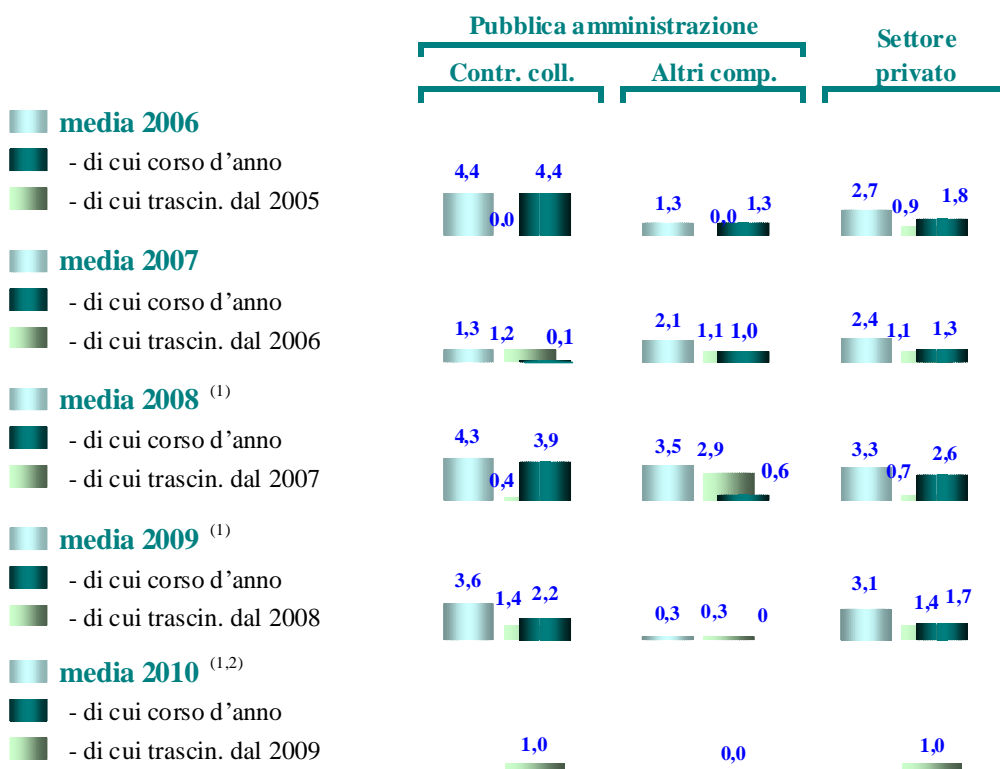 Pubblica amministrazione
Settore privato
Contr. coll.
Altri comp.
media 2006
- di cui corso d'anno
- di cui trascin. dal 2005
4,4 0,0 4,4 1,3 0,0 1,3 2,7 0,9 1,8
media 2007
- di cui corso d'anno
- di cui trascin. dal 2006
1,3 1,2 0,1 2,1 1,1 1,0 2,4 1,1 1,3
media 2008 (1)
- di cui corso d'anno
- di cui trascin. dal 2007
4,3 0,4 3,9 3,5 2,9 0,6 3,3 0,7 2,6
media 2009 (1)
- di cui corso d'anno
- di cui trascin. dal 2008
3,6 1,4 2,2 0,3 0,3 0 3,1 1,4 1,7
media 2010 (1,2)
- di cui corso d'anno
- di cui trascin. dal 2009
1,0 0,0 1,0